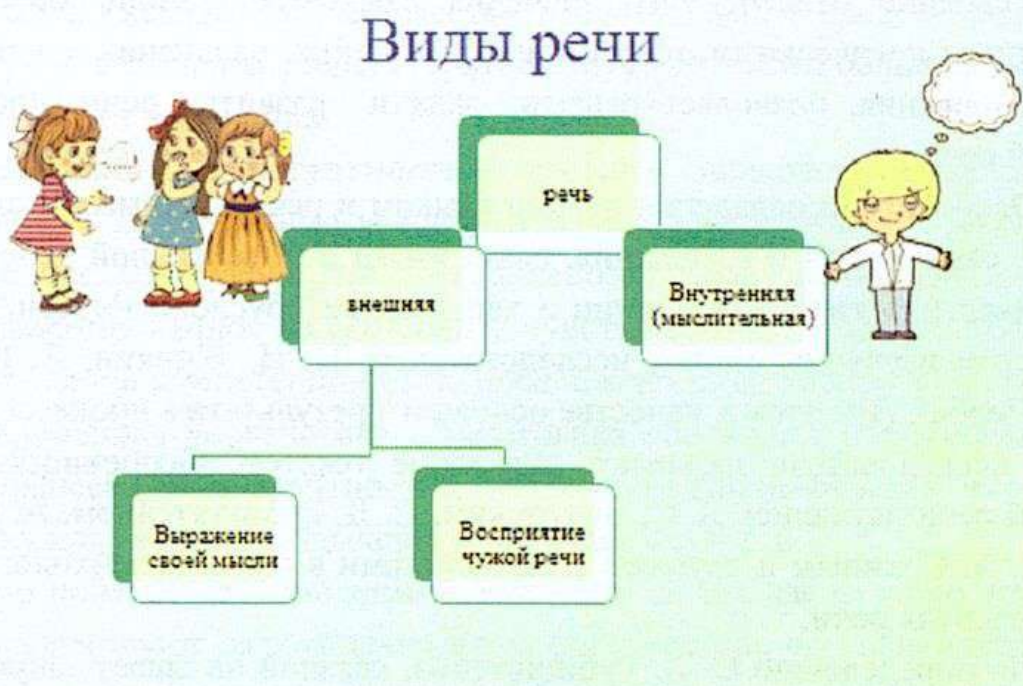 Виды речи
речь
внешняя
Внутренняя
(мыслительная)
Выражение
своей мысли
Восприятие
чужой речи